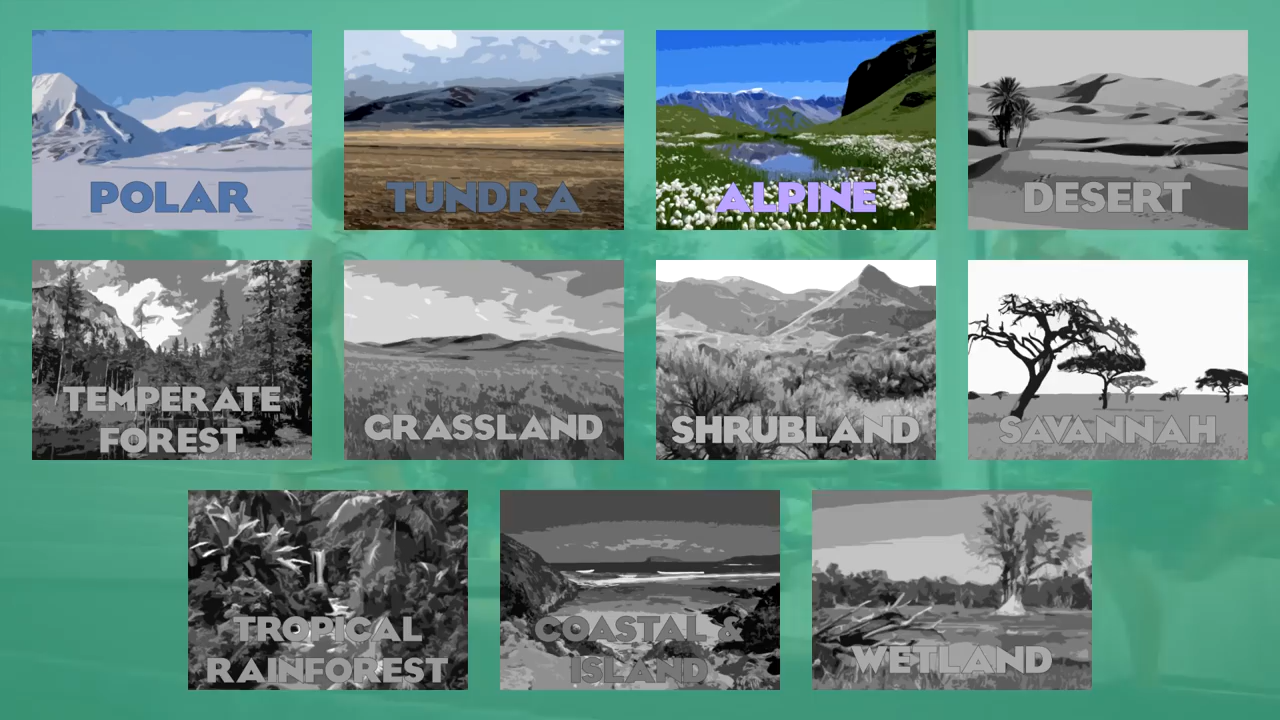 POLAR
TUNDRA
ALPINE
DESERT
TEMPERATE
FOREST
GRASSLAND
SHRUBLAND
SAVANNAH
TROPICAL
RAINFOREST
COASTAL &
ISLAND
WETLAND